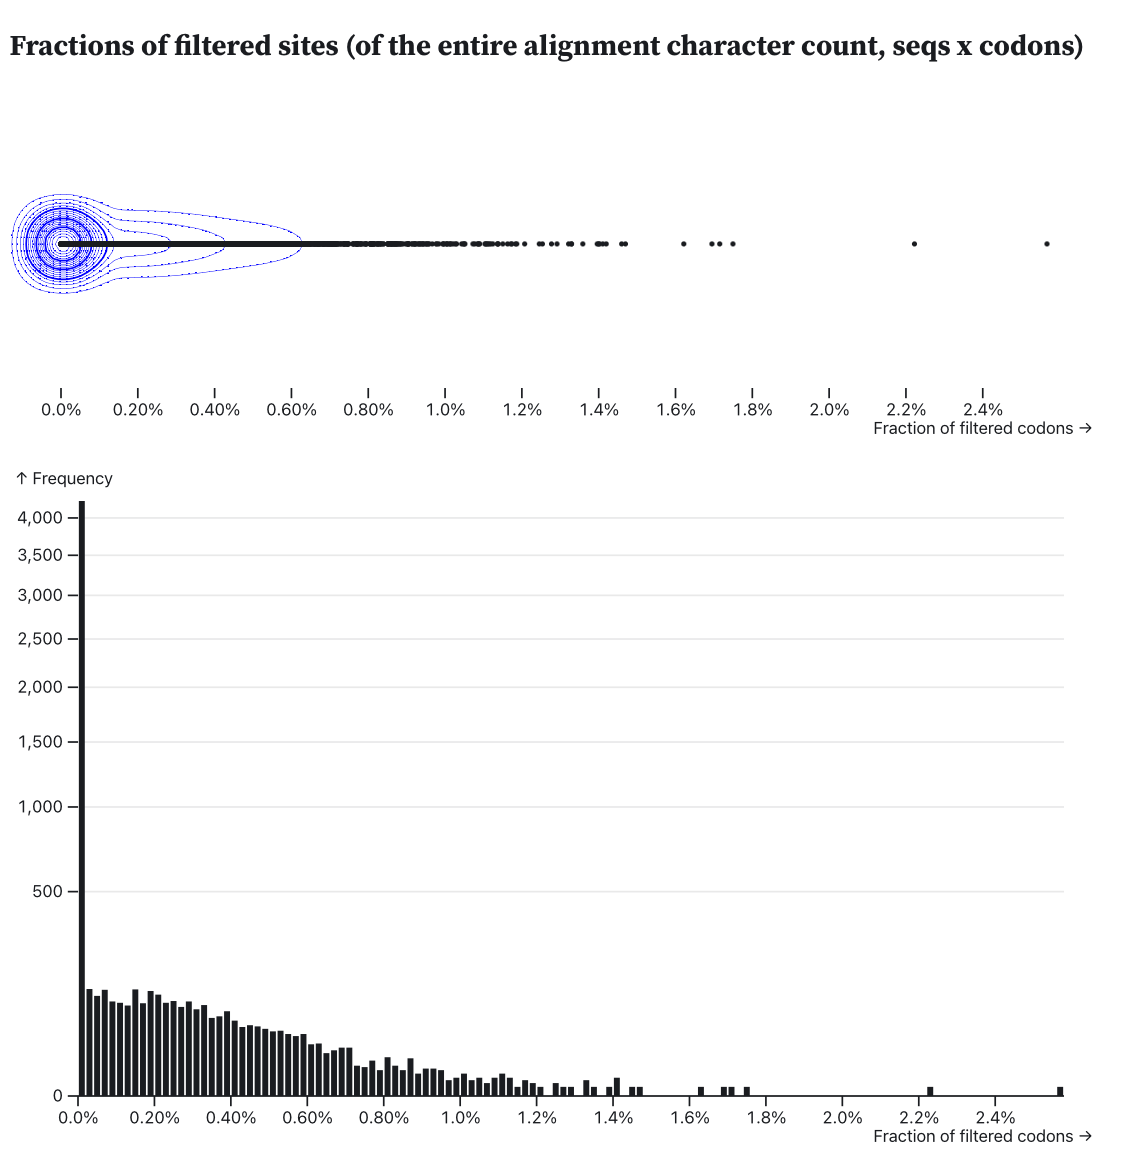 Fractions of filtered sites (of the entire alignment character count, seqs x codons)
0.0% 0.20% 0.40% 0.60% 0.80% 1.0% 1.2% 1.4% 1.6% 1.8% 2.0% 2.2% 2.4%
Fraction of filtered codons →
↑ Frequency
4,000
3,500
3,000
2,500
2,000
1,500
1,000
500
0
0.0% 0.20% 0.40% 0.60% 0.80% 1.0% 1.2% 1.4% 1.6% 1.8% 2.0% 2.2% 2.4%
Fraction of filtered codons →